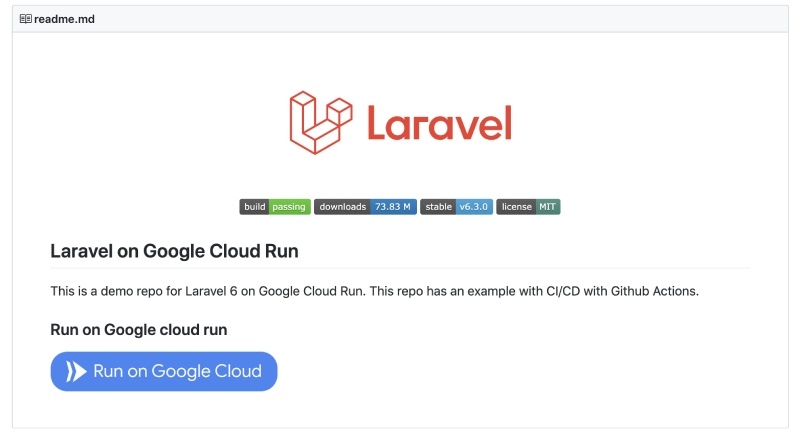 readme.md
Laravel
build passing downloads 73.83 M stable v6.3.0 license MIT
Laravel on Google Cloud Run
This is a demo repo for Laravel 6 on Google Cloud Run. This repo has an example with CI/CD with Github Actions.
Run on Google cloud run
Run on Google Cloud